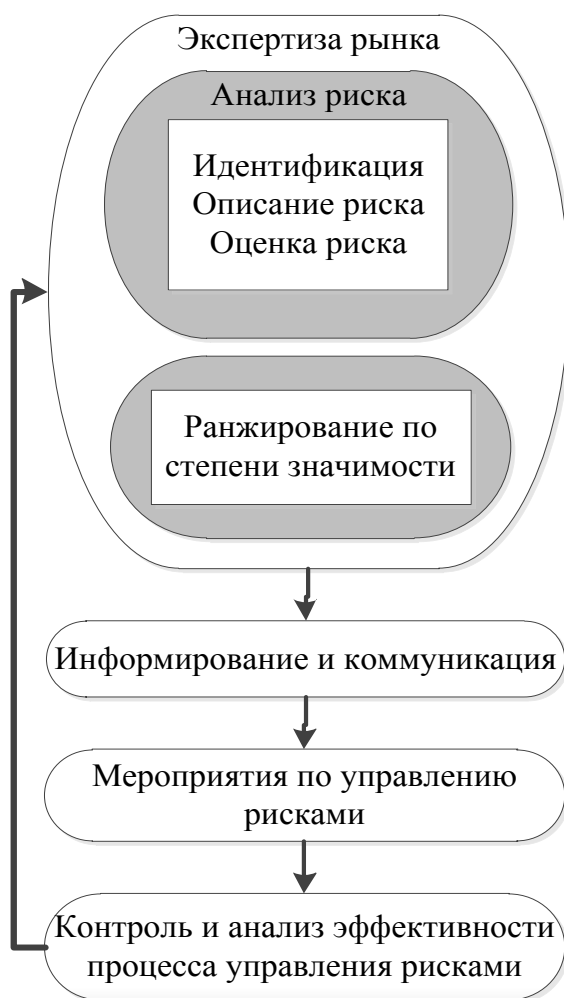 Экспертиза рынка
Анализ риска
Идентификация
Описание риска
Оценка риска
Ранжирование по
степени значимости
Информирование и коммуникация
Мероприятия по управлению
рисками
Контроль и анализ эффективности
процесса управления рисками